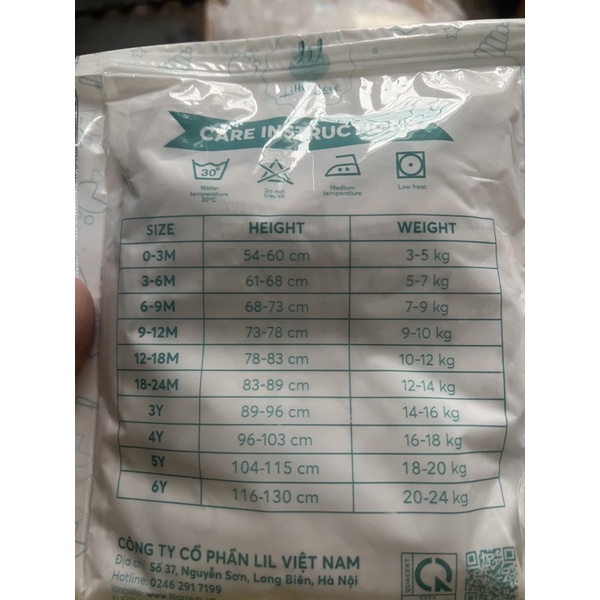 lil
CARE INSTRUCTIONS
30°
Water temperature 30°C
Do not bleach
Medium temperature
Low heat
SIZE HEIGHT WEIGHT
0-3M 54-60 cm 3-5 kg
3-6M 61-68 cm 5-7 kg
6-9M 68-73 cm 7-9 kg
9-12M 73-78 cm 9-10 kg
12-18M 78-83 cm 10-12 kg
18-24M 83-89 cm 12-14 kg
3Y 89-96 cm 14-16 kg
4Y 96-103 cm 16-18 kg
5Y 104-115 cm 18-20 kg
6Y 116-130 cm 20-24 kg
CÔNG TY CỔ PHẦN LIL VIỆT NAM
Địa chỉ: Số 37, Nguyễn Sơn, Long Biên, Hà Nội
Hotline: 0246 291 7199
QUACERT